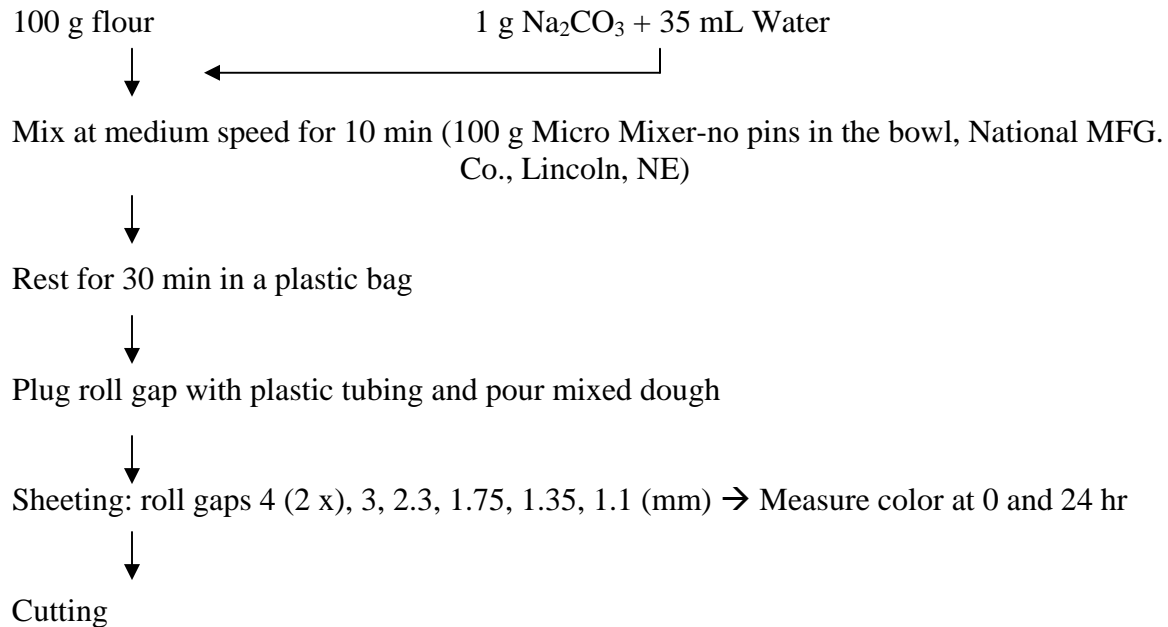 100 g flour 1 g Na₂CO₃ + 35 mL Water
Mix at medium speed for 10 min (100 g Micro Mixer-no pins in the bowl, National MFG.
Co., Lincoln, NE)
Rest for 30 min in a plastic bag
Plug roll gap with plastic tubing and pour mixed dough
Sheeting: roll gaps 4 (2 x), 3, 2.3, 1.75, 1.35, 1.1 (mm) → Measure color at 0 and 24 hr
Cutting